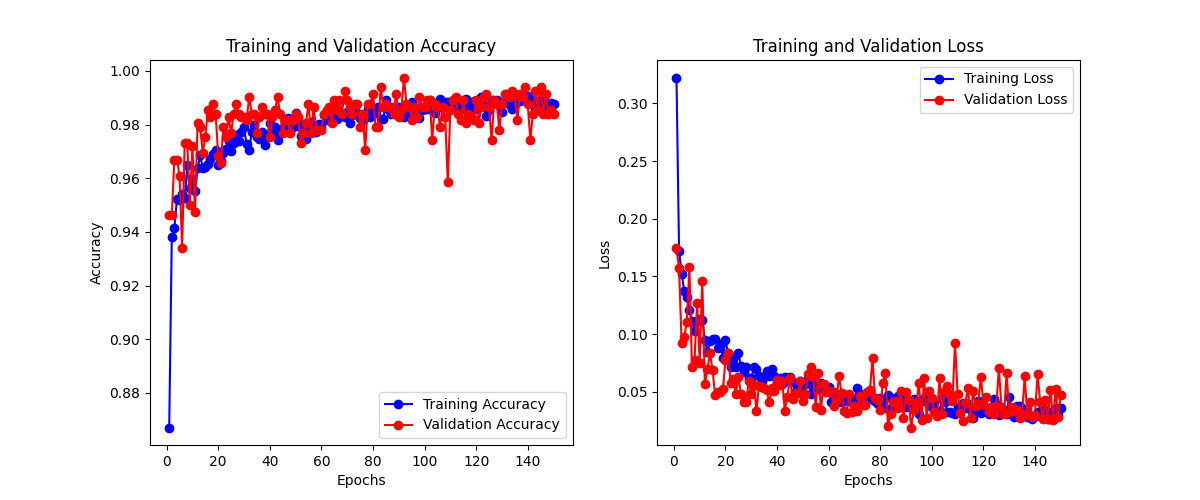 Training and Validation Accuracy
1.00
0.98
0.96
0.94
0.92
0.90
0.88
Accuracy
Training Accuracy
Validation Accuracy
0 20 40 60 80 100 120 140
Epochs
Training and Validation Loss
Training Loss
Validation Loss
0.30
0.25
0.20
0.15
0.10
0.05
Loss
0 20 40 60 80 100 120 140
Epochs